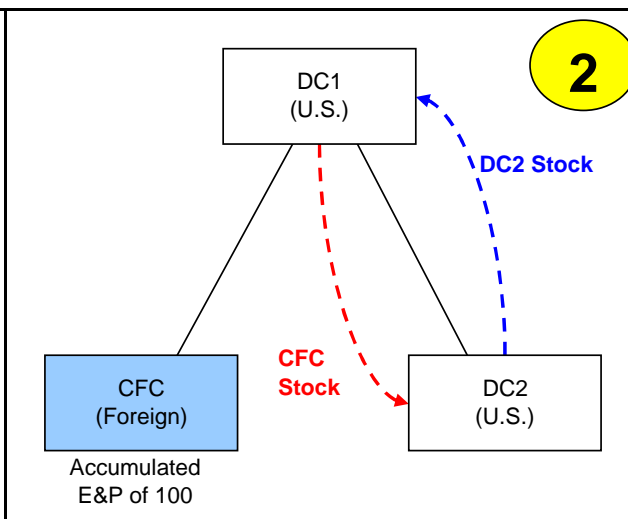 2
DC1
(U.S.)
DC2 Stock
CFC
Stock
CFC
(Foreign)
DC2
(U.S.)
Accumulated
E&P of 100